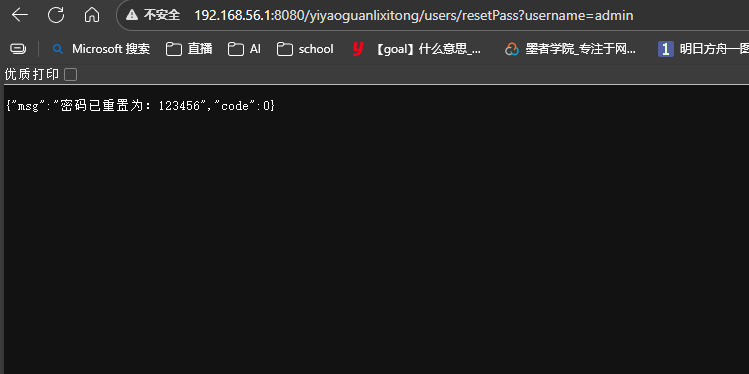 不安全 192.168.56.1:8080/yiyaoguanlixitong/users/resetPass?username=admin
Microsoft 搜索 直播 AI school 【goal】什么意思_... 墨者学院_专注于网... 1 明日方舟一图
优质打印
{"msg":"密码已重置为：123456","code":0}